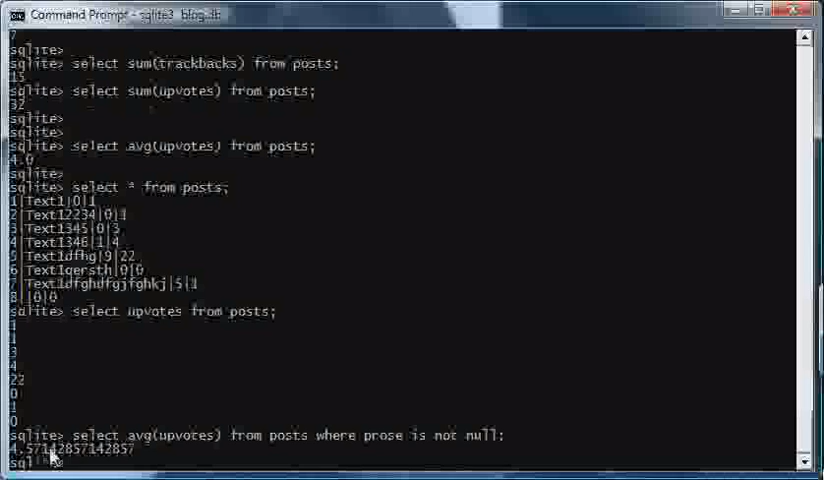 Command Prompt - sqlite3 blog.db
7
sqlite>
sqlite> select sum(trackbacks) from posts;
15
sqlite> select sum(upvotes) from posts;
32
sqlite>
sqlite>
sqlite> select avg(upvotes) from posts;
4.0
sqlite>
sqlite> select * from posts;
1|Text1|0|1
2|Text12234|0|1
3|Text1345|0|3
4|Text1346|1|4
5|Text1dfhg|9|22
6|Text1qersth|0|0
7|Text1dfghdfgjfghkj|5|1
8||0|0
sqlite> select upvotes from posts;
1
1
3
4
22
0
1
0
sqlite> select avg(upvotes) from posts where prose is not null;
4.57142857142857